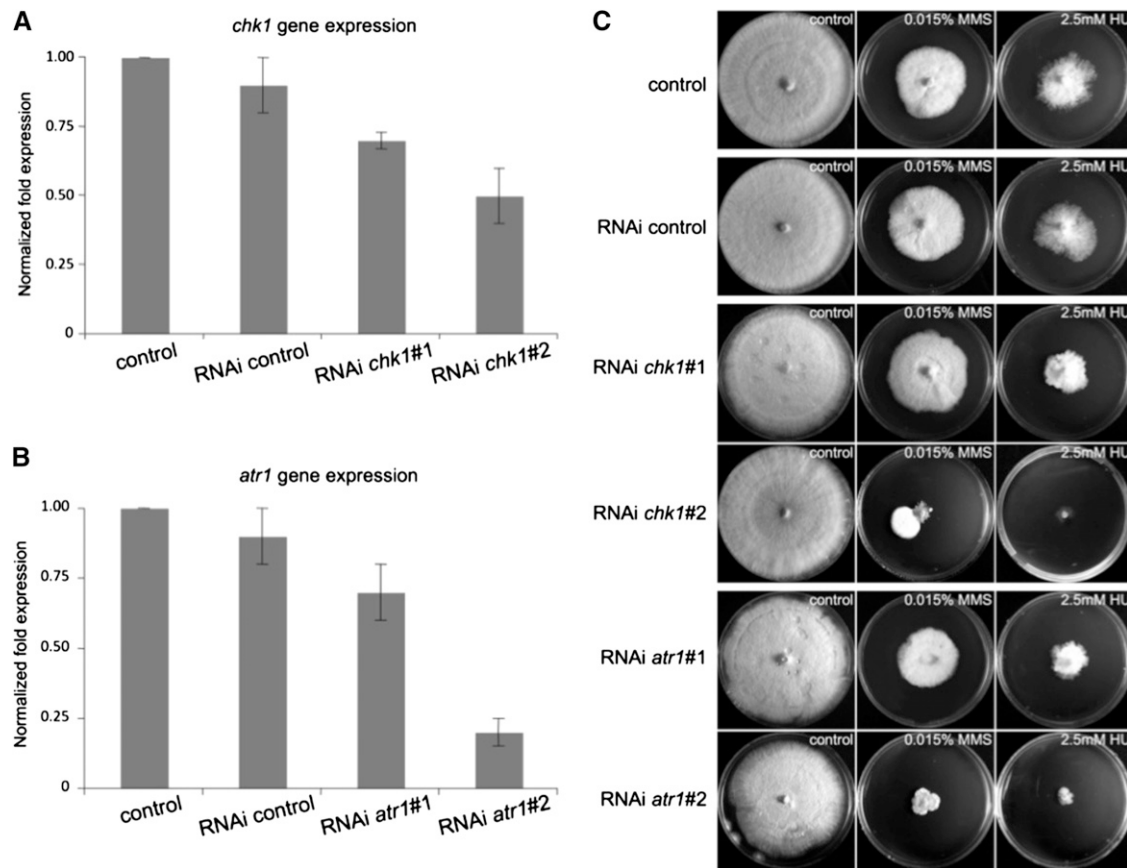 A
chk1 gene expression
1.00
0.75
0.50
0.25
0
Normalized fold expression
control
RNAi control
RNAi chk1#1
RNAi chk1#2
B
atr1 gene expression
1.00
0.75
0.50
0.25
0
Normalized fold expression
control
RNAi control
RNAi atr1#1
RNAi atr1#2
C
control
control
0.015% MMS
2.5mM HU
RNAi control
control
0.015% MMS
2.5mM HU
RNAi chk1#1
control
0.015% MMS
2.5mM HU
RNAi chk1#2
control
0.015% MMS
2.5mM HU
RNAi atr1#1
control
0.015% MMS
2.5mM HU
RNAi atr1#2
control
0.015% MMS
2.5mM HU